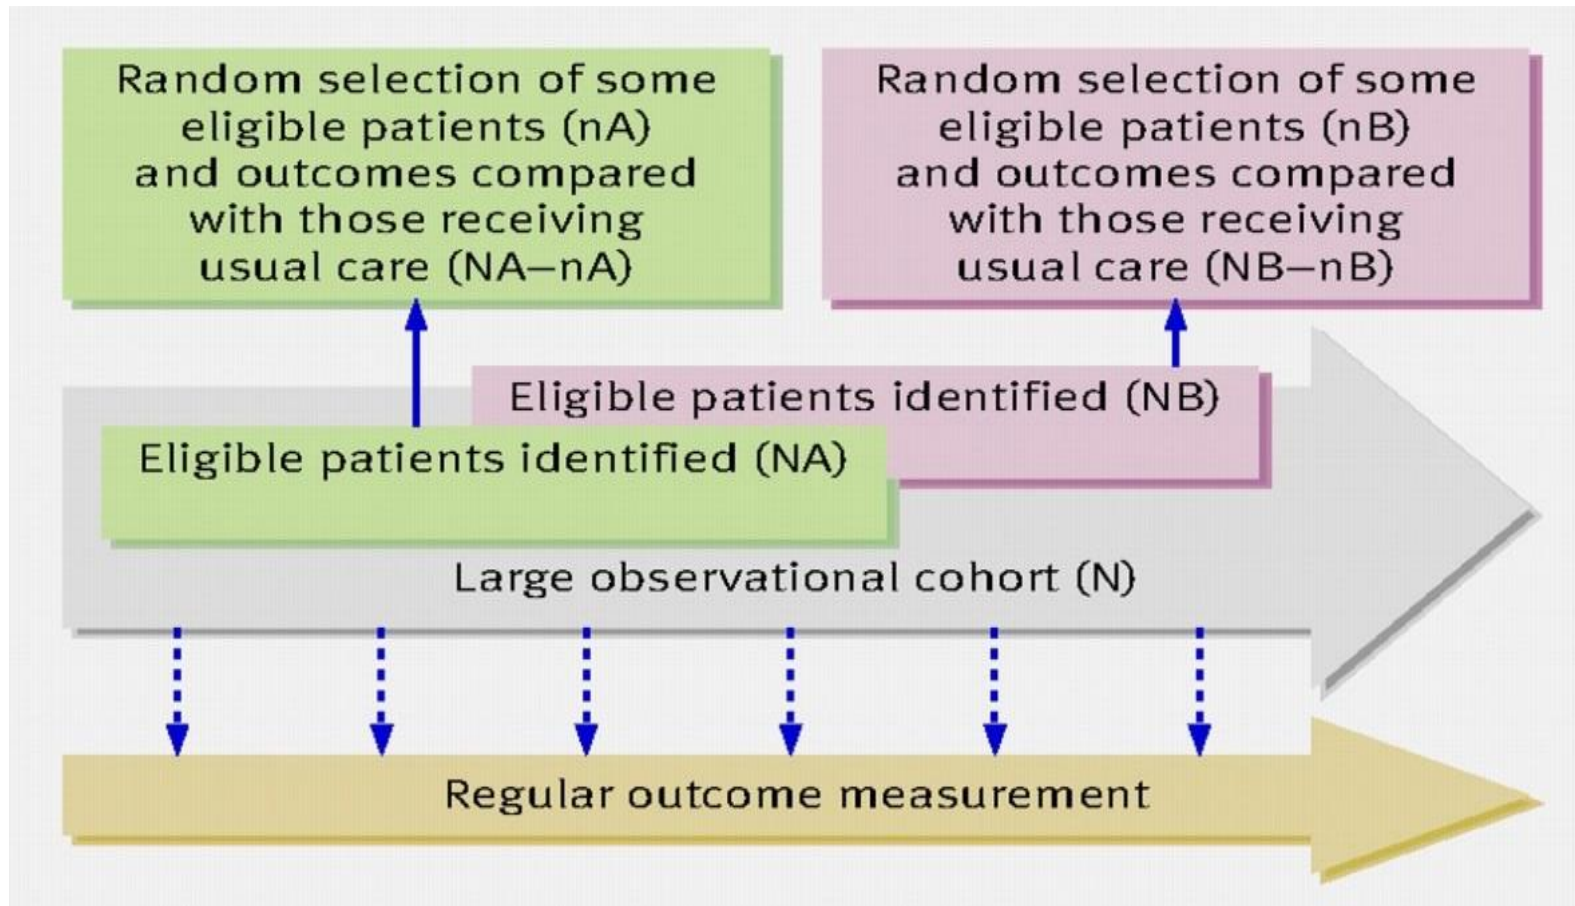 Random selection of some
eligible patients (nA)
and outcomes compared
with those receiving
usual care (NA–nA)
Random selection of some
eligible patients (nB)
and outcomes compared
with those receiving
usual care (NB–nB)
Eligible patients identified (NB)
Eligible patients identified (NA)
Large observational cohort (N)
Regular outcome measurement